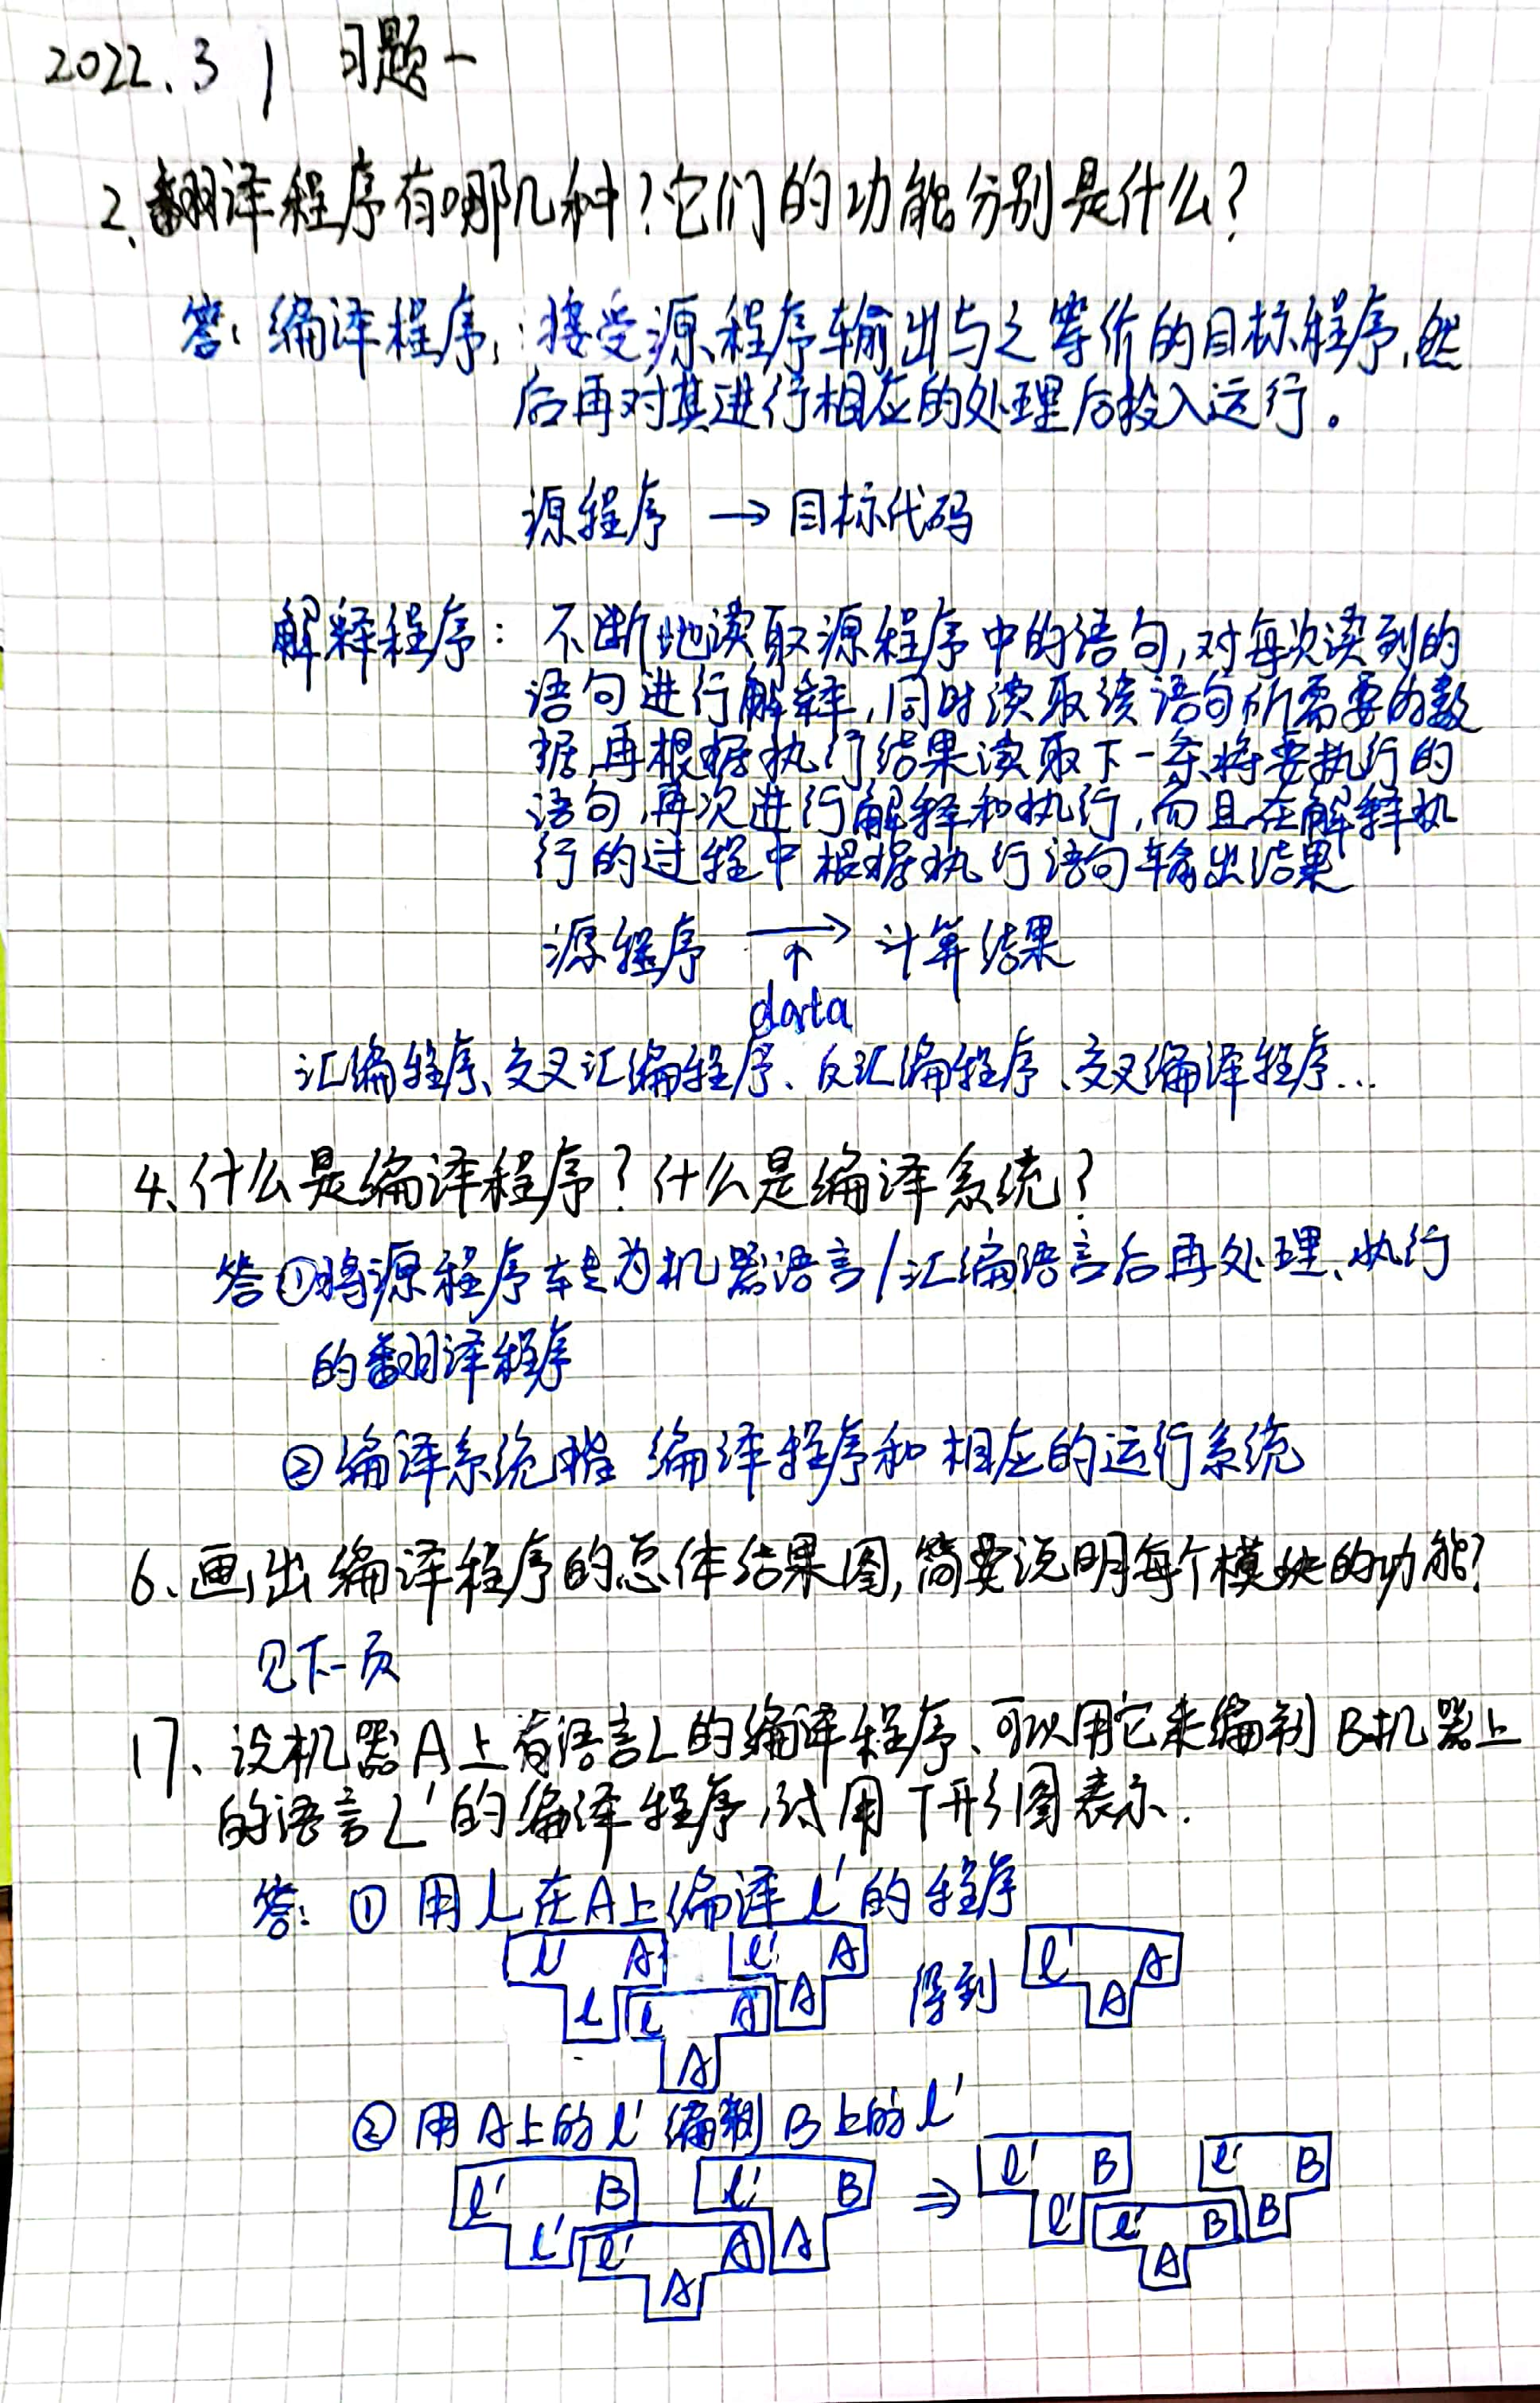 2022.3 | 习题一
2、翻译程序有哪几种?它们的功能分别是什么?
答: 编译程序: 接受源程序输出与之等价的目标程序,然
后再对其进行相应的处理后投入运行。
源程序 → 目标代码
解释程序: 不断地读取源程序中的语句,对每次读到的
语句进行解释,同时读取该语句所需要的数
据,再根据执行结果读取下一条将要执行的
语句,再次进行解释和执行,而且在解释执
行的过程中根据执行语句输出结果
源程序 → 计算结果
↑
data
汇编程序、交叉汇编程序、反汇编程序、交叉编译程序...
4、什么是编译程序?什么是编译系统?
答 ①将源程序转为机器语言/汇编语言后再处理、执行
的翻译程序
②编译系统指 编译程序和相应的运行系统
6、画出编译程序的总体结果图,简要说明每个模块的功能?
见下一页
17、设机器A上有语言L的编译程序、可以用它来编制B机器上
的语言L'的编译程序,试用T形图表示.
答: ① 用L在A上编译L'的程序
L' A L' A 得到 L' A
L L A A A
A
② 用A上的L'编制B上的L'
L' B L' B ⇒ L' B L' B
L' L' A A L' L' B B
A A